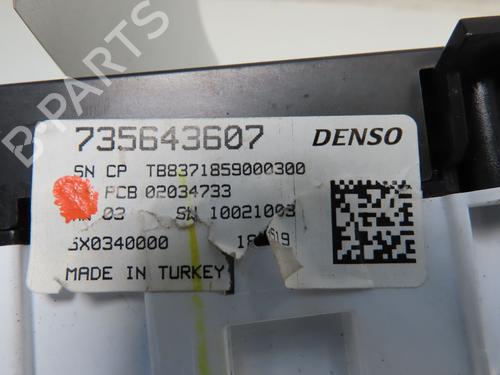 B-PARTS
735643607 DENSO
SN CP TB8371859000300
PCB 02034733
03 SW 10021003
5X0340000
MADE IN TURKEY